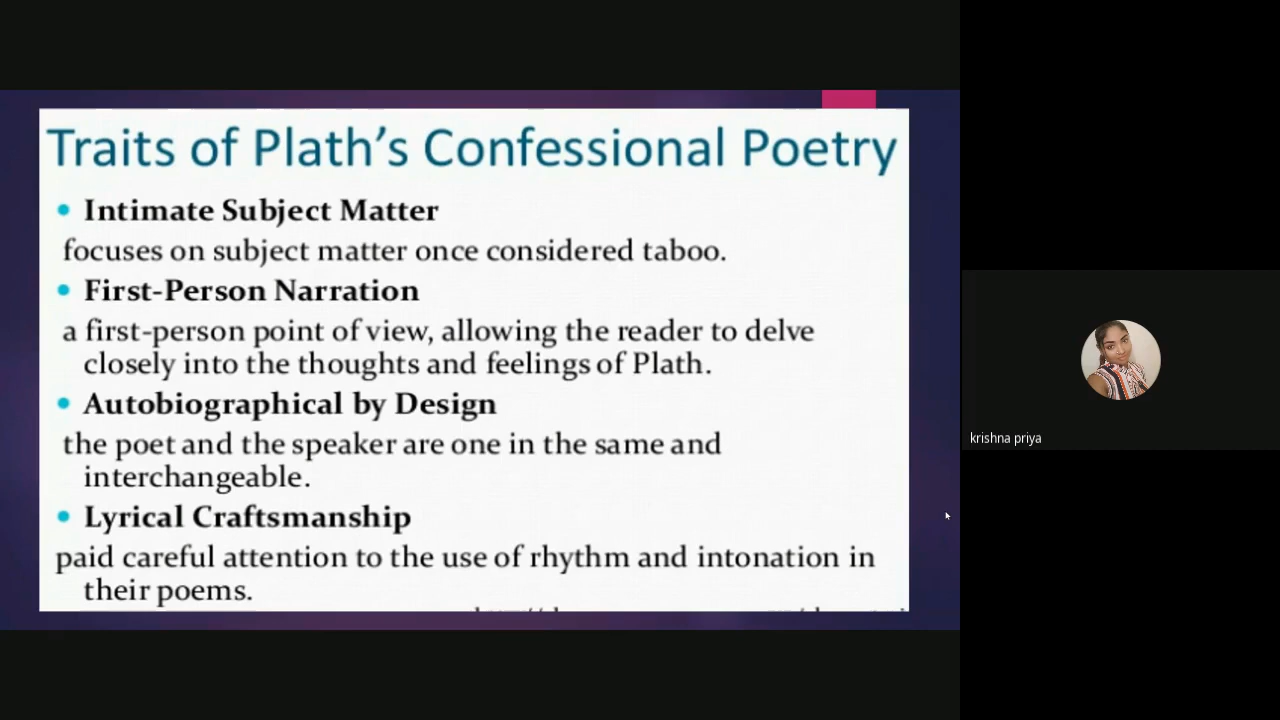 Traits of Plath's Confessional Poetry
• Intimate Subject Matter
focuses on subject matter once considered taboo.
• First-Person Narration
a first-person point of view, allowing the reader to delve
closely into the thoughts and feelings of Plath.
• Autobiographical by Design
the poet and the speaker are one in the same and
interchangeable.
• Lyrical Craftsmanship
paid careful attention to the use of rhythm and intonation in
their poems.
krishna priya